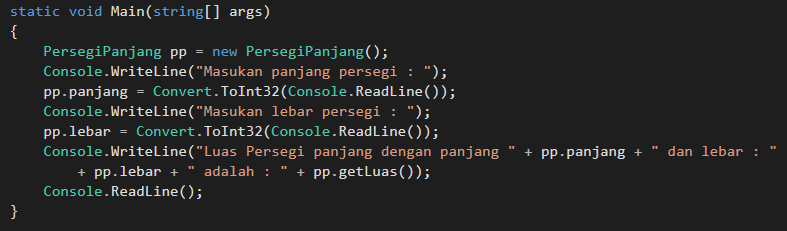 static void Main(string[] args)
{
PersegiPanjang pp = new PersegiPanjang();
Console.WriteLine("Masukan panjang persegi : ");
pp.panjang = Convert.ToInt32(Console.ReadLine());
Console.WriteLine("Masukan lebar persegi : ");
pp.lebar = Convert.ToInt32(Console.ReadLine());
Console.WriteLine("Luas Persegi panjang dengan panjang " + pp.panjang + " dan lebar : "
+ pp.lebar + " adalah : " + pp.getLuas());
Console.ReadLine();
}